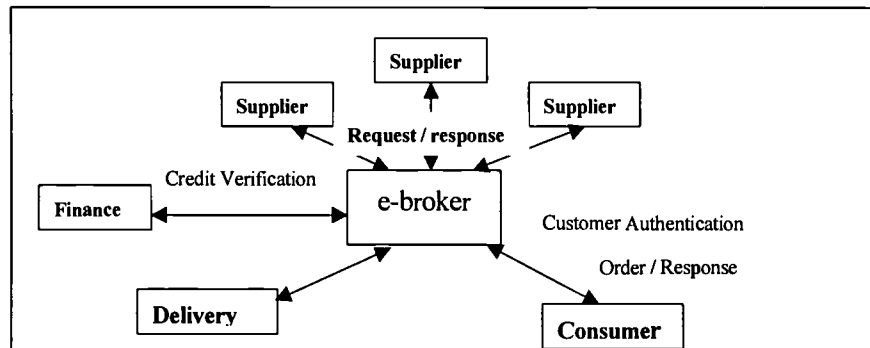 Supplier
Supplier
Supplier
Request / response
Credit Verification
e-broker
Finance
Customer Authentication
Order / Response
Delivery
Consumer